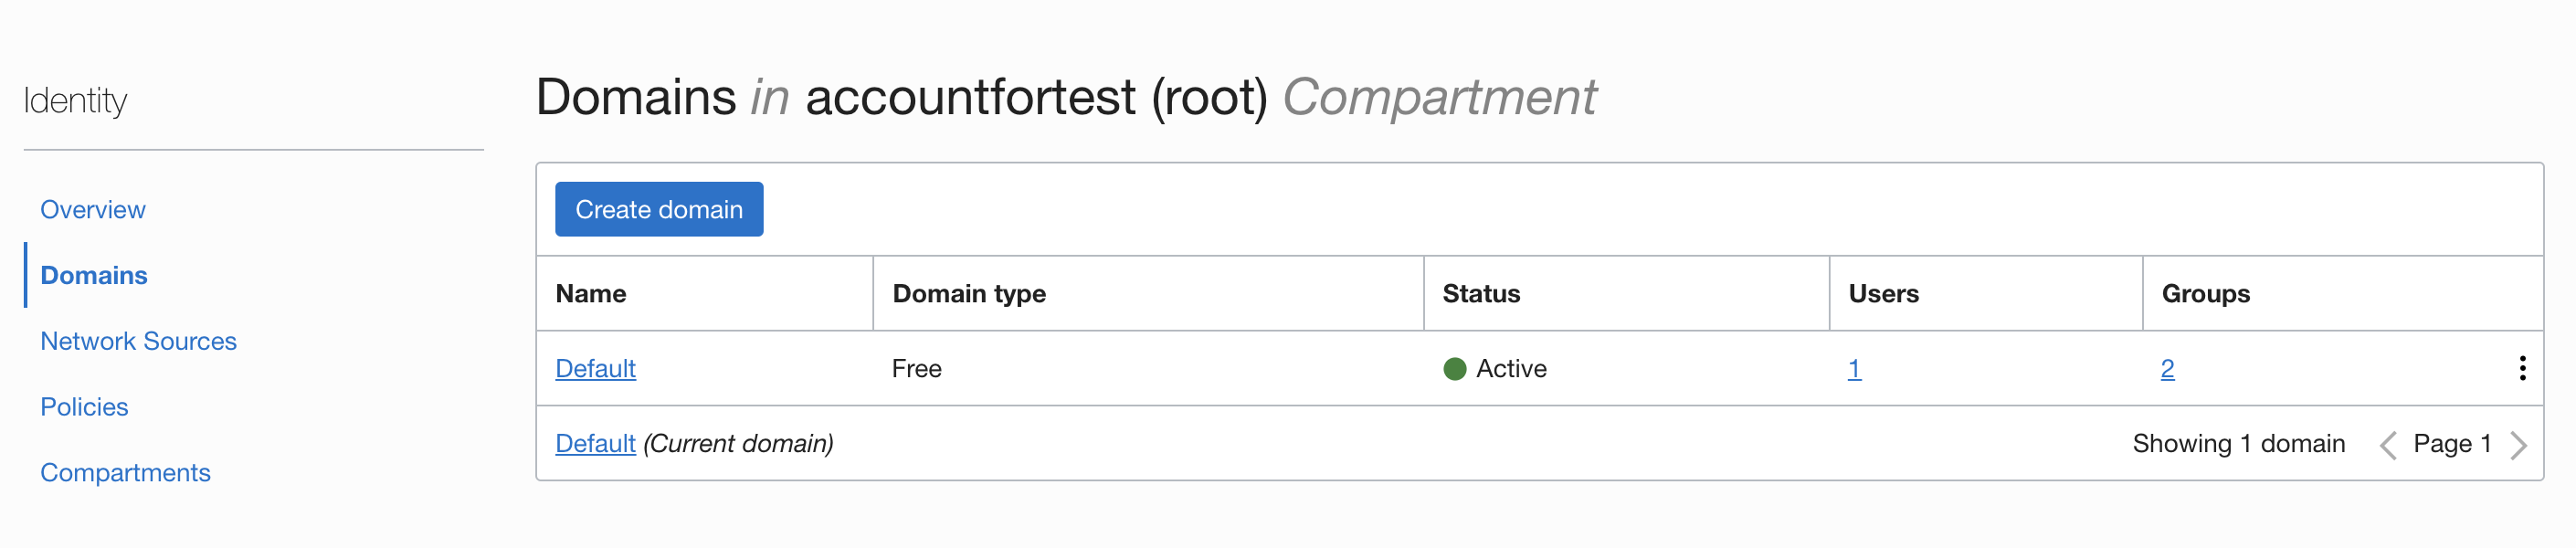 Identity
Overview
Domains
Network Sources
Policies
Compartments
Domains in accountfortest (root) Compartment
Create domain
Name Domain type Status Users Groups
Default Free Active 1 2
Default (Current domain) Showing 1 domain Page 1